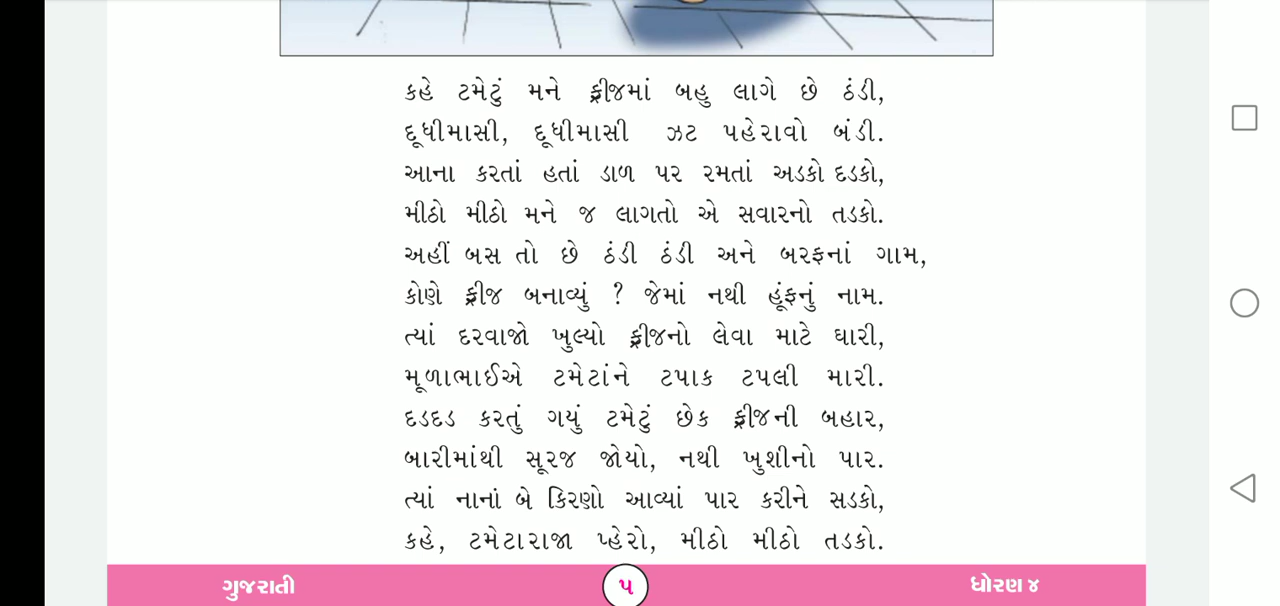 કહે ટમેટું મને ફ્રીજમાં બહુ લાગે છે ઠંડી,
દૂધીમાસી, દૂધીમાસી ઝટ પહેરાવો બંડી.
આના કરતાં હતાં ડાળ પર રમતાં અડકો દડકો,
મીઠો મીઠો મને જ લાગતો એ સવારનો તડકો.
અહીં બસ તો છે ઠંડી ઠંડી અને બરફનાં ગામ,
કોણે ફ્રીજ બનાવ્યું ? જેમાં નથી હૂંફનું નામ.
ત્યાં દરવાજો ખુલ્યો ફ્રીજનો લેવા માટે ઘારી,
મૂળાભાઈએ ટમેટાંને ટપાક ટપલી મારી.
દડદડ કરતું ગયું ટમેટું છેક ફ્રીજની બહાર,
બારીમાંથી સૂરજ જોયો, નથી ખુશીનો પાર.
ત્યાં નાનાં બે કિરણો આવ્યાં પાર કરીને સડકો,
કહે, ટમેટારાજા પ્હેરો, મીઠો મીઠો તડકો.
ગુજરાતી ૫ ધોરણ ૪